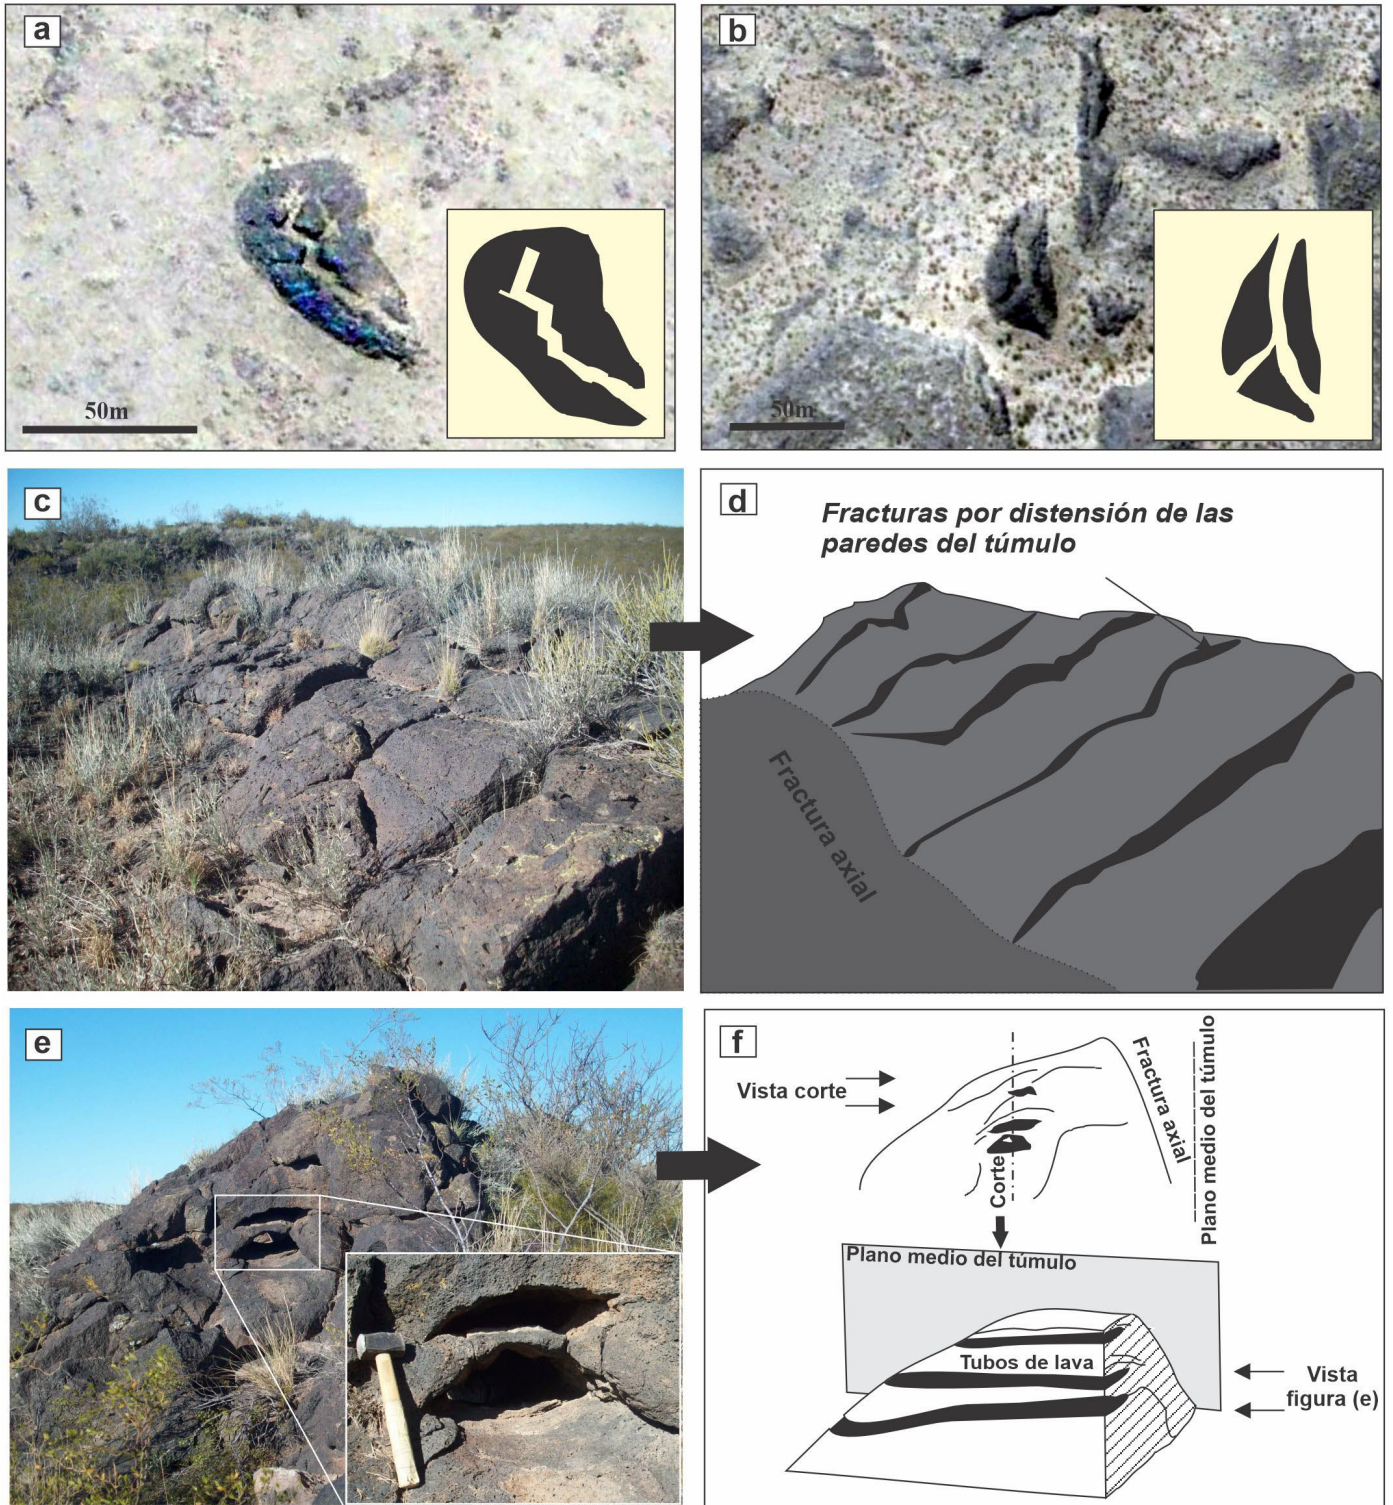 a
50m
b
50m
c
d
Fracturas por distensión de las
paredes del túmulo
Fractura axial
e
f
Vista corte
Fractura axial
Plano medio del túmulo
Corte
Plano medio del túmulo
Tubos de lava
Vista
figura (e)